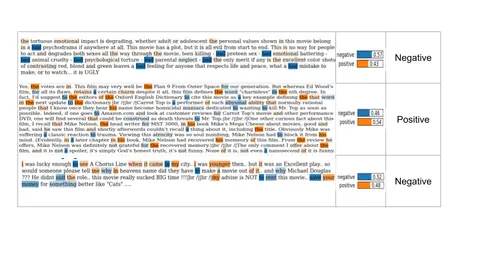 the tortuous emotional impact is degrading, whether adult or adolescent the personal values shown in this movie belong
in a bad psychodrama if anywhere at all. This movie has a plot, but it is all evil from start to end. This is no way for people
to act and degrades both sexes all the way through the movie, teen killing - bad preteen sex - bad emotional battering -
bad animal cruelty - bad psychological torture - bad parental neglect - bad the only merit if any is the excellent color shots
of contrasting red, blond and green leaves a bad feeling for anyone that respects life and peace, what a bad mistake to
make, or to watch... it is UGLY
negative 0.57
positive 0.43
Negative
Yes, the votes are in. This film may very well be the Plan 9 From Outer Space for our generation. But whereas Ed Wood's
film, for all its flaws, retains a certain charm despite it all, this film defines the word "charmless" to the nth degree. In
fact, I'd suggest to the editors of the Oxford English Dictionary to cite this movie as a key example defining the that word
in the next update to the dictionary.br /br / Carrot Top is a performer of such abysmal ability that normally rational
people that I know once they hear his name become homicidal maniacs dedicated to wanting to kill Mr. Top as soon as
possible. Indeed, if one goes to Amazon.com and look at customer reviews for Carrot Top's movie and other performance
DVD, one will find several that could be construed as death threats to Mr. Top.
I recall, is that Mike Nelson, the head writer for MST 3000, in his book Mike's Mega Cheese about movies, good and
bad, said he saw this film and shortly afterwards couldn't recall a thing about it, including the title. Obviously Mike was
suffering a classic reaction to trauma. Viewing this atrocity was so soul numbing, Mike Nelson had to block it from his
mind. (Evidently, in a later chapter in his book, Mike Nelson had recovered his memory of this film. From the review he
offers, Mike Nelson was definitely not grateful for the recovered memory.)
film, and it is not a spoiler, it's simply God's honest truth, it's not funny. None of it is, not even a nanosecond of it is funny
negative 0.46
positive 0.54
Positive
i was lucky enough to see A Chorus Line when it came to my city.. i was younger then. but it was an Excellent play.. so
would someone please tell me why in heavens name did they have to make a movie out of it.. and why Michael Douglas
??? He didnt suit the role.. this movie really sucked BIG time my advise is NOT to rent this movie.. save your
money for something better like "Cats" ....
negative 0.52
positive 0.48
Negative